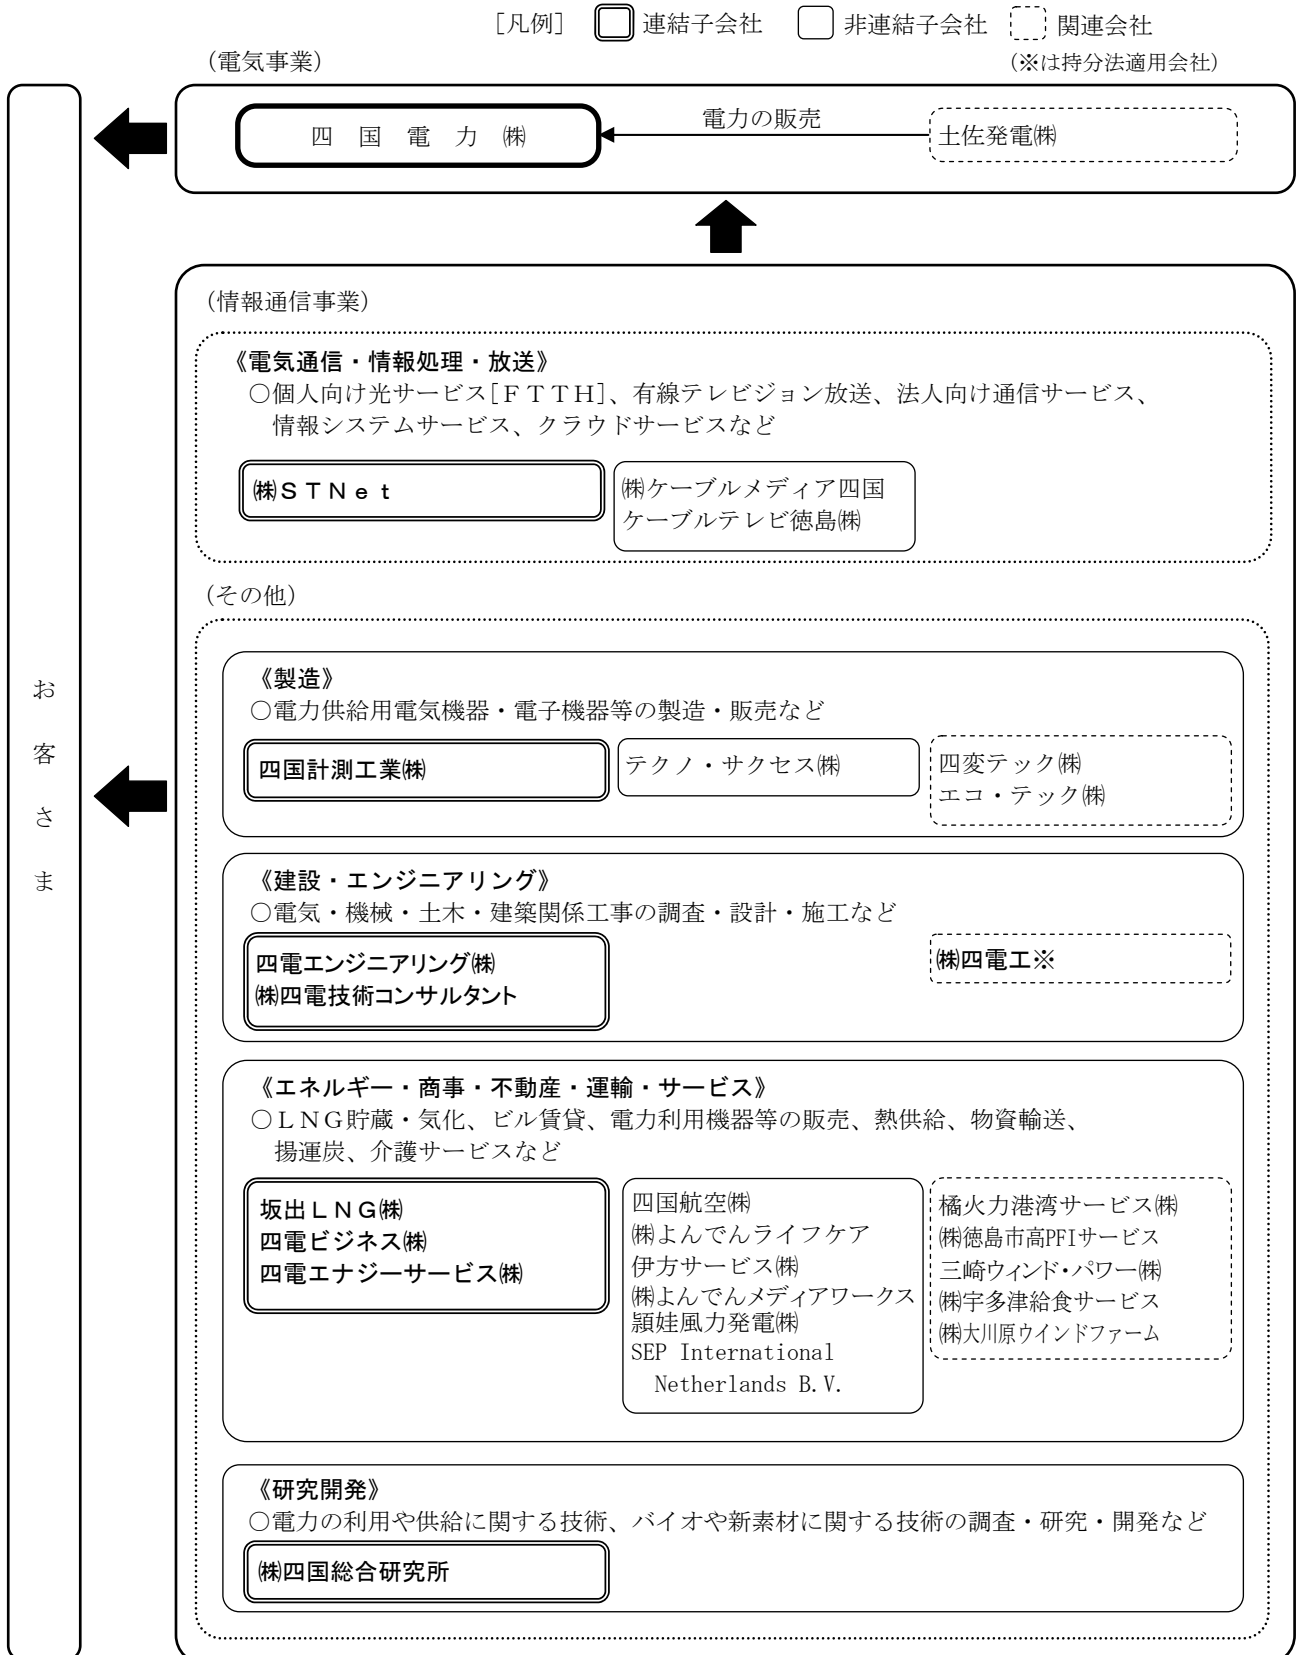 ［凡例］ 連結子会社 非連結子会社 関連会社
（電気事業） （※は持分法適用会社）
四国電力㈱ 電力の販売 土佐発電㈱
（情報通信事業）
《電気通信・情報処理・放送》
○個人向け光サービス[ＦＴＴＨ]、有線テレビジョン放送、法人向け通信サービス、
情報システムサービス、クラウドサービスなど
㈱ＳＴＮｅｔ
㈱ケーブルメディア四国
ケーブルテレビ徳島㈱
（その他）
《製造》
○電力供給用電気機器・電子機器等の製造・販売など
四国計測工業㈱
テクノ・サクセス㈱
四変テック㈱
エコ・テック㈱
《建設・エンジニアリング》
○電気・機械・土木・建築関係工事の調査・設計・施工など
四電エンジニアリング㈱
㈱四電技術コンサルタント
㈱四電工※
《エネルギー・商事・不動産・運輸・サービス》
○ＬＮＧ貯蔵・気化、ビル賃貸、電力利用機器等の販売、熱供給、物資輸送、
揚運炭、介護サービスなど
坂出ＬＮＧ㈱
四電ビジネス㈱
四電エナジーサービス㈱
四国航空㈱
㈱よんでんライフケア
伊方サービス㈱
㈱よんでんメディアワークス
頴娃風力発電㈱
SEP International
Netherlands B.V.
橘火力港湾サービス㈱
㈱徳島市高PFIサービス
三崎ウィンド・パワー㈱
㈱宇多津給食サービス
㈱大川原ウインドファーム
《研究開発》
○電力の利用や供給に関する技術、バイオや新素材に関する技術の調査・研究・開発など
㈱四国総合研究所
お客さま